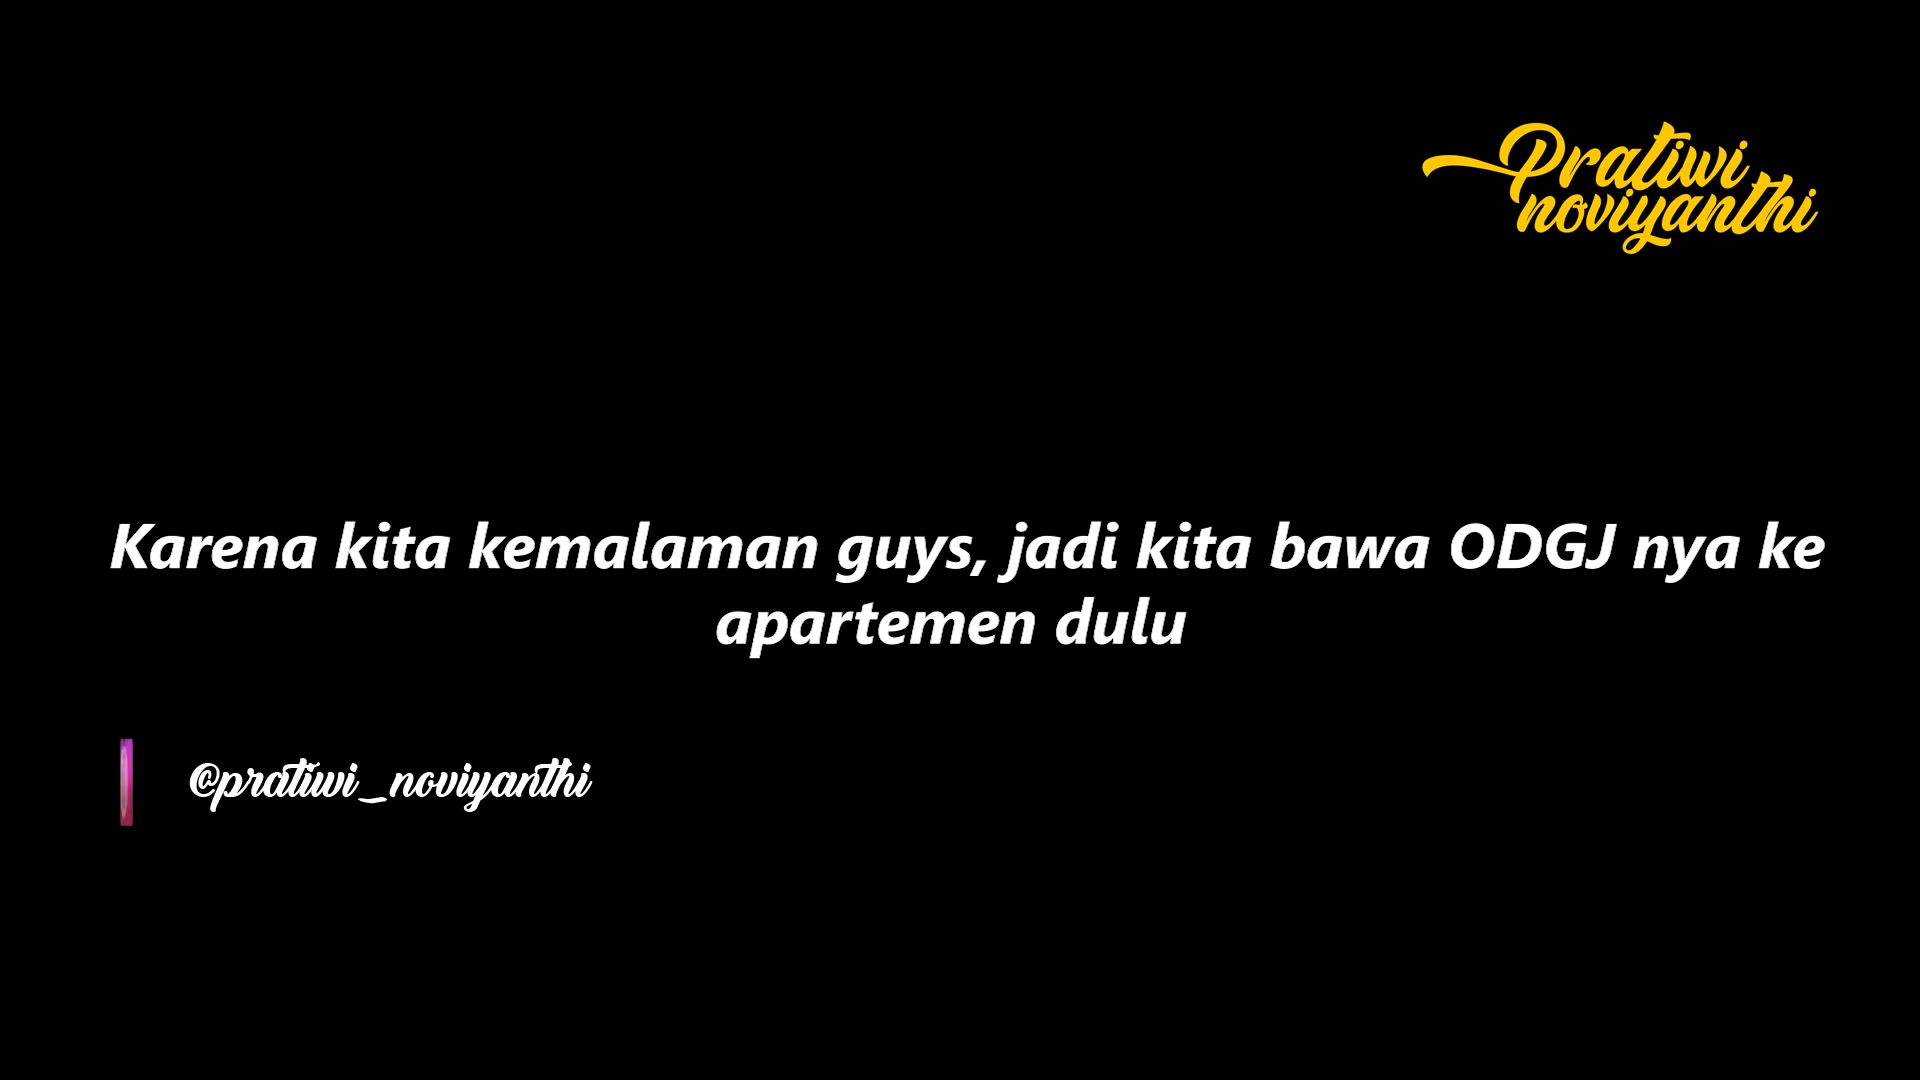 Pratiwi
noviyanthi
Karena kita kemalaman guys, jadi kita bawa ODGJ nya ke
apartemen dulu
@pratiwi_noviyanthi